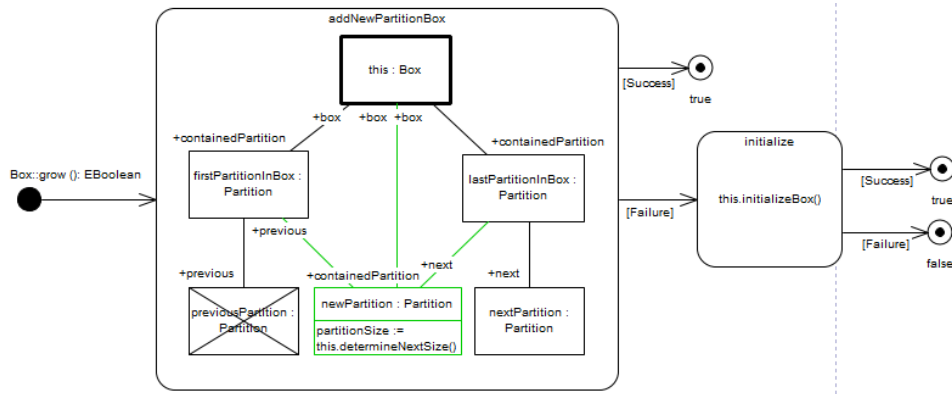 addNewPartitionBox
this : Box
[Success]
true
+box
+box
+box
+containedPartition
+containedPartition
initialize
Box::grow (): EBoolean
firstPartitionInBox :
Partition
lastPartitionInBox :
Partition
this.initializeBox()
[Success]
true
[Failure]
+previous
[Failure]
false
+previous
+containedPartition
+next
+next
previousPartition :
Partition
newPartition : Partition
partitionSize :=
this.determineNextSize()
nextPartition :
Partition